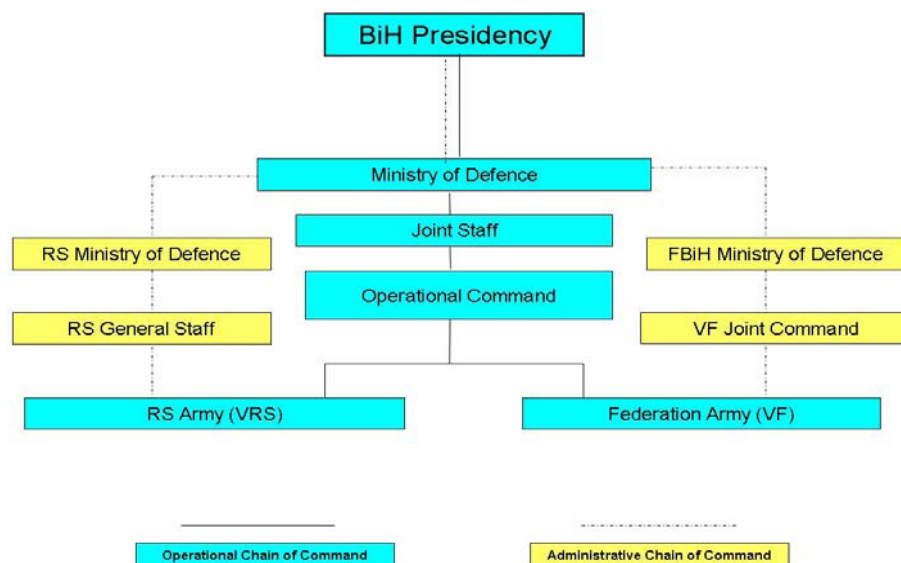 BiH Presidency
Ministry of Defence
Joint Staff
RS Ministry of Defence
FBiH Ministry of Defence
Operational Command
RS General Staff
VF Joint Command
RS Army (VRS)
Federation Army (VF)
Operational Chain of Command
Administrative Chain of Command